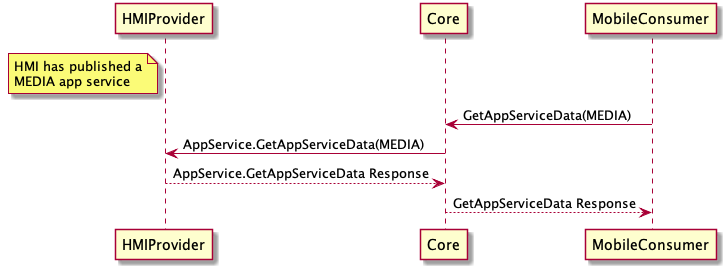 HMIProvider
Core
MobileConsumer
HMI has published a
MEDIA app service
GetAppServiceData(MEDIA)
AppService.GetAppServiceData(MEDIA)
AppService.GetAppServiceData Response
GetAppServiceData Response
HMIProvider
Core
MobileConsumer